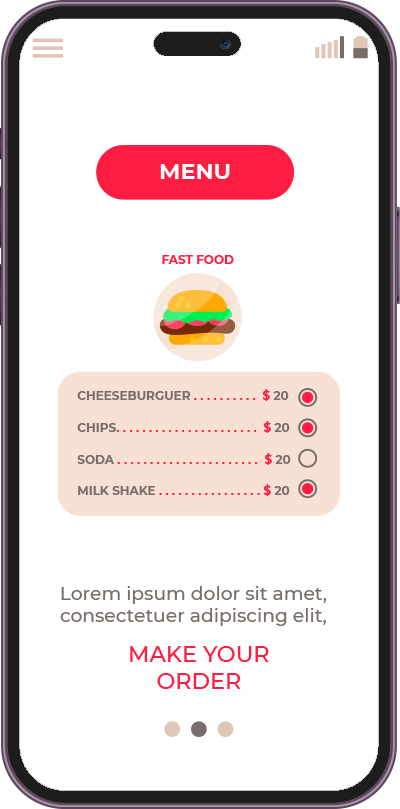 MENU
FAST FOOD
CHEESEBURGUER .......... $ 20
CHIPS...................... $ 20
SODA ...................... $ 20
MILK SHAKE ................ $ 20
Lorem ipsum dolor sit amet,
consectetuer adipiscing elit,
MAKE YOUR
ORDER